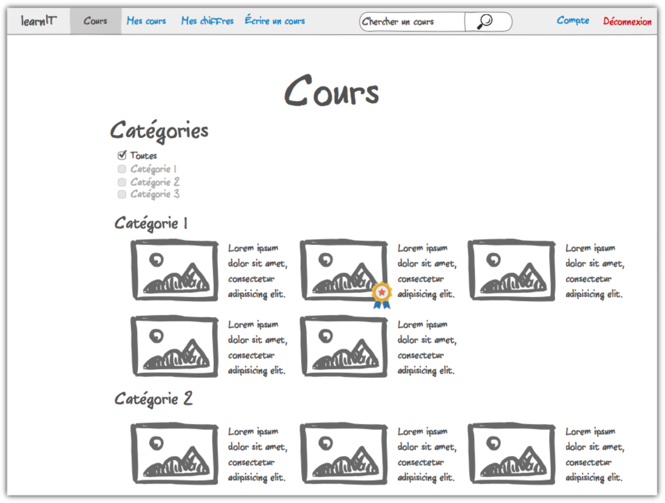 learnIT Cours Mes cours Mes chiffres Écrire un cours Chercher un cours Compte Déconnexion
Cours
Catégories
Toutes
Catégorie 1
Catégorie 2
Catégorie 3
Catégorie 1
Lorem ipsum
dolor sit amet,
consectetur
adipisicing elit.
Lorem ipsum
dolor sit amet,
consectetur
adipisicing elit.
Lorem ipsum
dolor sit amet,
consectetur
adipisicing elit.
Lorem ipsum
dolor sit amet,
consectetur
adipisicing elit.
Lorem ipsum
dolor sit amet,
consectetur
adipisicing elit.
Catégorie 2
Lorem ipsum
dolor sit amet,
consectetur
adipisicing elit.
Lorem ipsum
dolor sit amet,
consectetur
adipisicing elit.
Lorem ipsum
dolor sit amet,
consectetur
adipisicing elit.